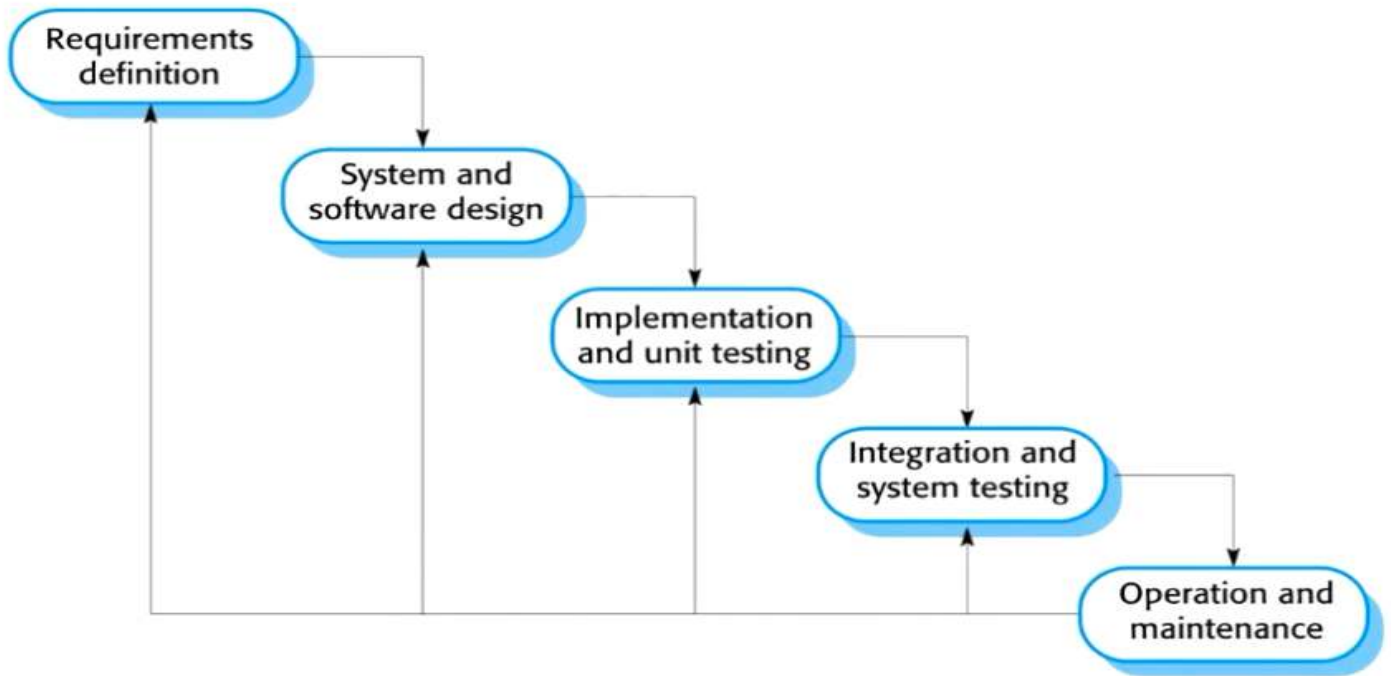 Requirements
definition
System and
software design
Implementation
and unit testing
Integration and
system testing
Operation and
maintenance